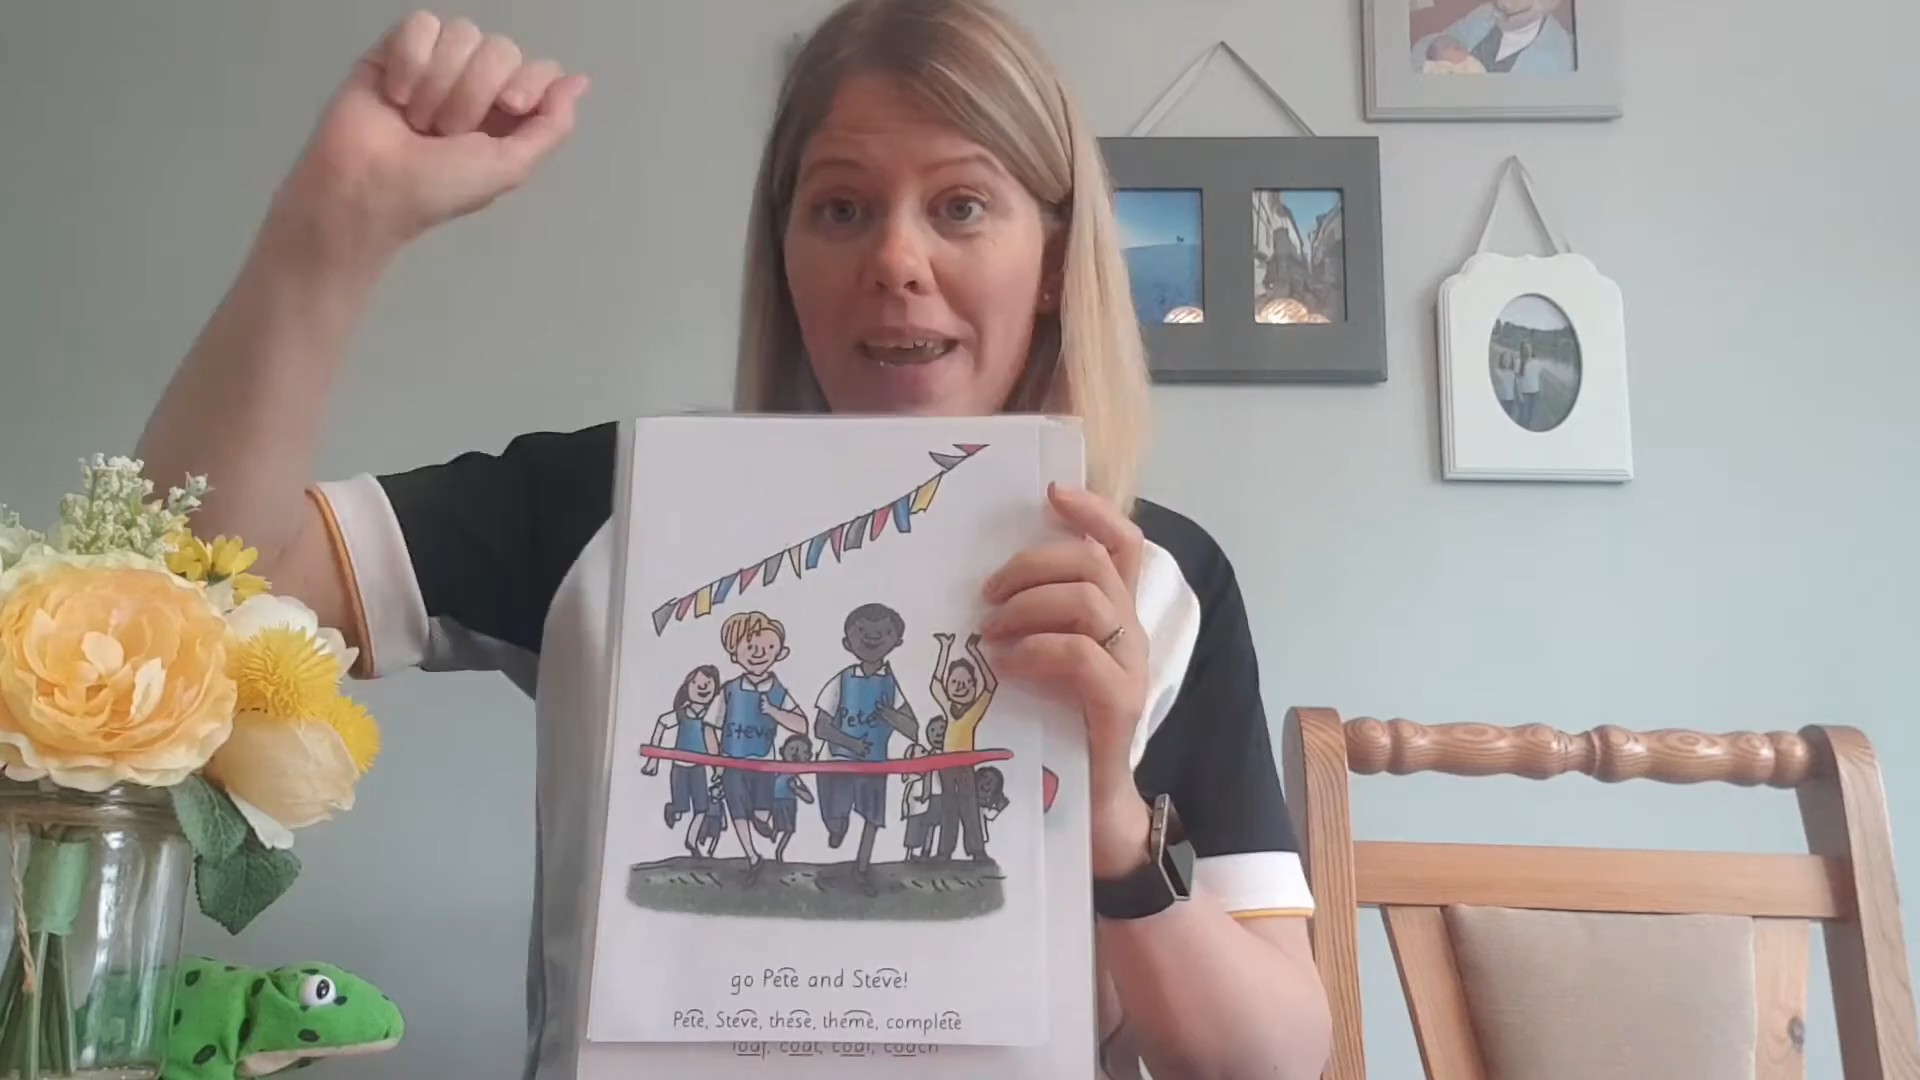 Steve
Pete
go Pete and Steve!
Pete, Steve, these, theme, complete
loaf, coat, coal, coach